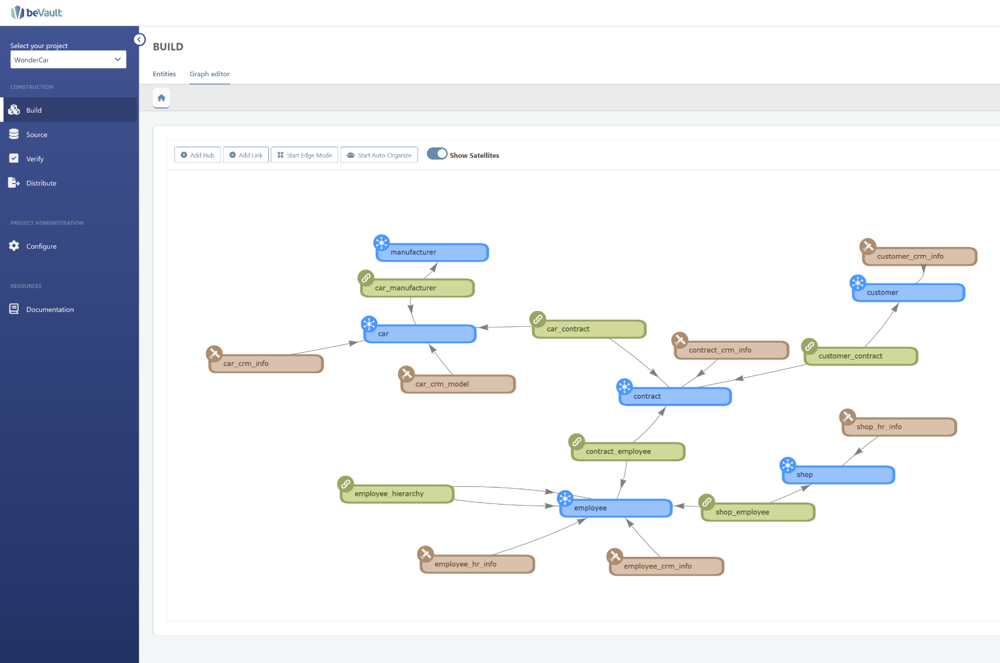 beVault
Select your project
WonderCar
CONSTRUCTION
Build
Source
Verify
Distribute
PROJECT ADMINISTRATION
Configure
RESOURCES
Documentation
BUILD
Entities
Graph editor
Add Hub
Add Link
Start Edge Mode
Start Auto-Organize
Show Satellites
manufacturer
customer_crm_info
car_manufacturer
customer
car
car_contract
contract_crm_info
customer_contract
car_crm_info
car_crm_model
contract
shop_hr_info
contract_employee
shop
employee_hierarchy
employee
shop_employee
employee_hr_info
employee_crm_info